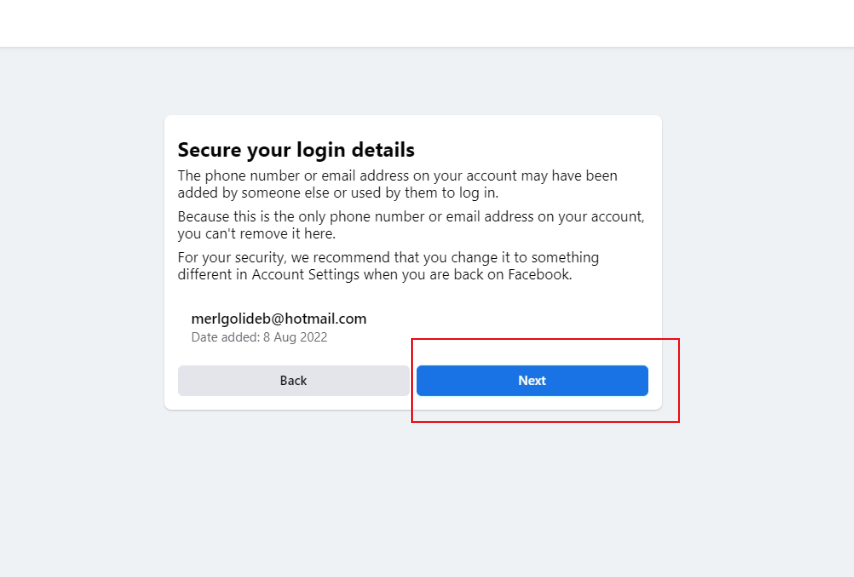 Secure your login details
The phone number or email address on your account may have been
added by someone else or used by them to log in.
Because this is the only phone number or email address on your account,
you can't remove it here.
For your security, we recommend that you change it to something
different in Account Settings when you are back on Facebook.
merlgolideb@hotmail.com
Date added: 8 Aug 2022
Back
Next